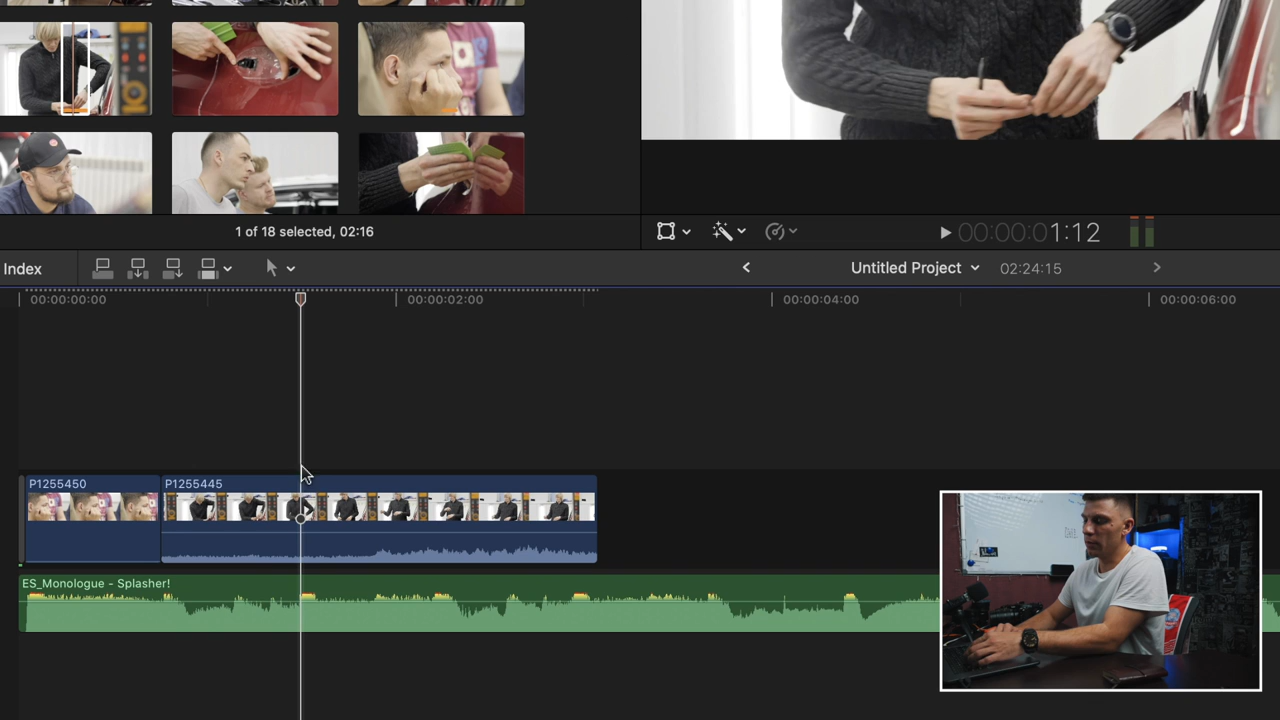 1 of 18 selected, 02:16
00:00:00:01:12
Index
Untitled Project
02:24:15
00:00:00:00
00:00:02:00
00:00:04:00
00:00:06:00
P1255450
P1255445
ES_Monologue - Splasher!